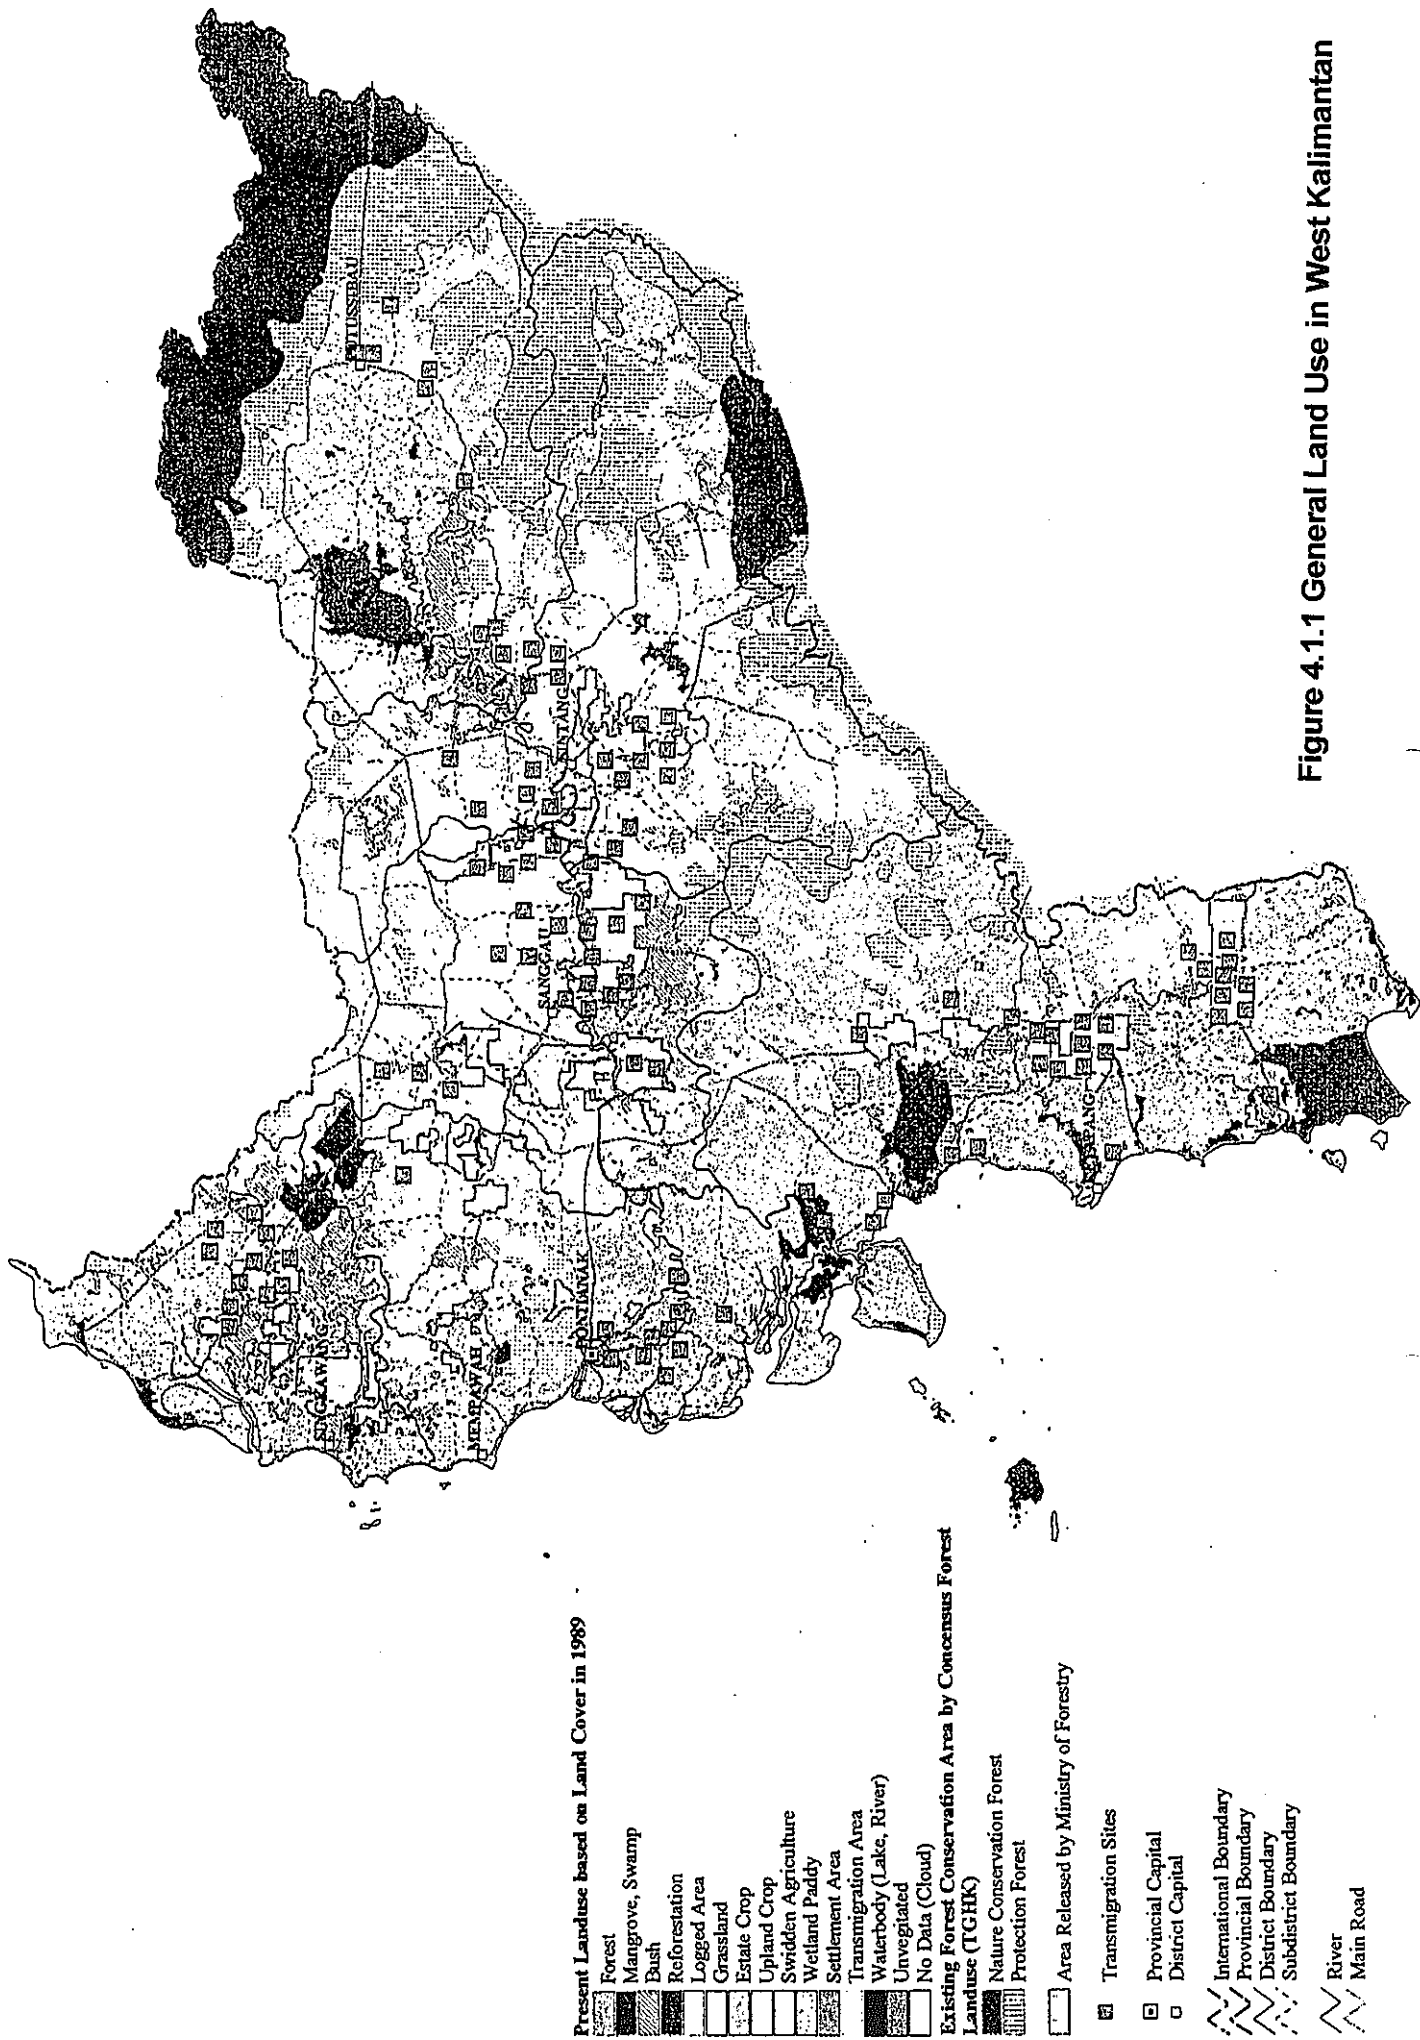 Figure 4.1.1 General Land Use in West Kalimantan
PUTUSSIBAU
SINTANG
SANGGAU
SINGKAWANG
MEMPAWAH
PONTIANAK
KETAPANG
Present Landuse based on Land Cover in 1989
Forest
Mangrove, Swamp
Bush
Reforestation
Logged Area
Grassland
Estate Crop
Upland Crop
Swidden Agriculture
Wetland Paddy
Settlement Area
Transmigration Area
Waterbody (Lake, River)
Unvegitated
No Data (Cloud)
Existing Forest Conservation Area by Concensus Forest
Landuse (TGHK)
Nature Conservation Forest
Protection Forest
Area Released by Ministry of Forestry
Transmigration Sites
Provincial Capital
District Capital
International Boundary
Provincial Boundary
District Boundary
Subdistrict Boundary
River
Main Road